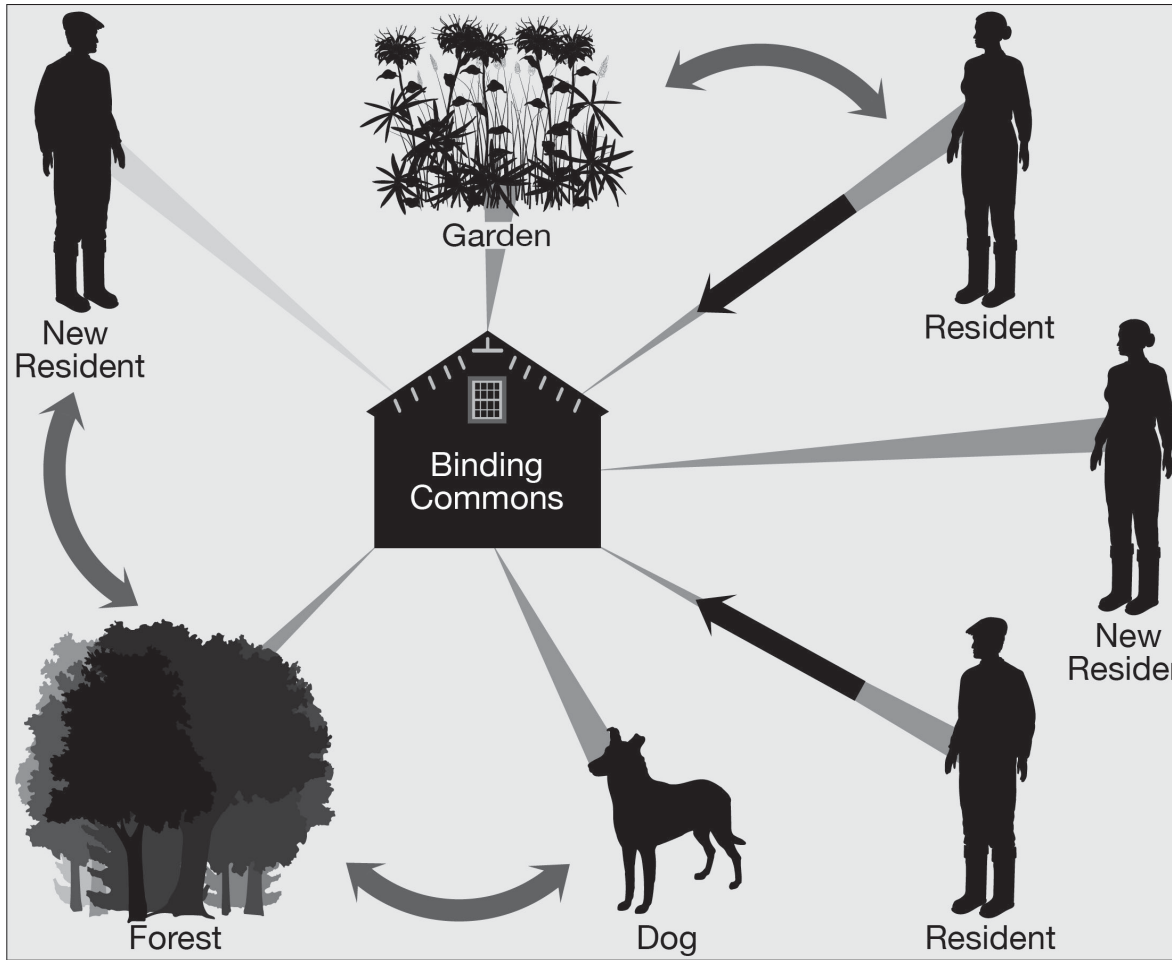 Garden
Resident
New
Resident
Binding
Commons
New
Residen
Forest
Dog
Resident